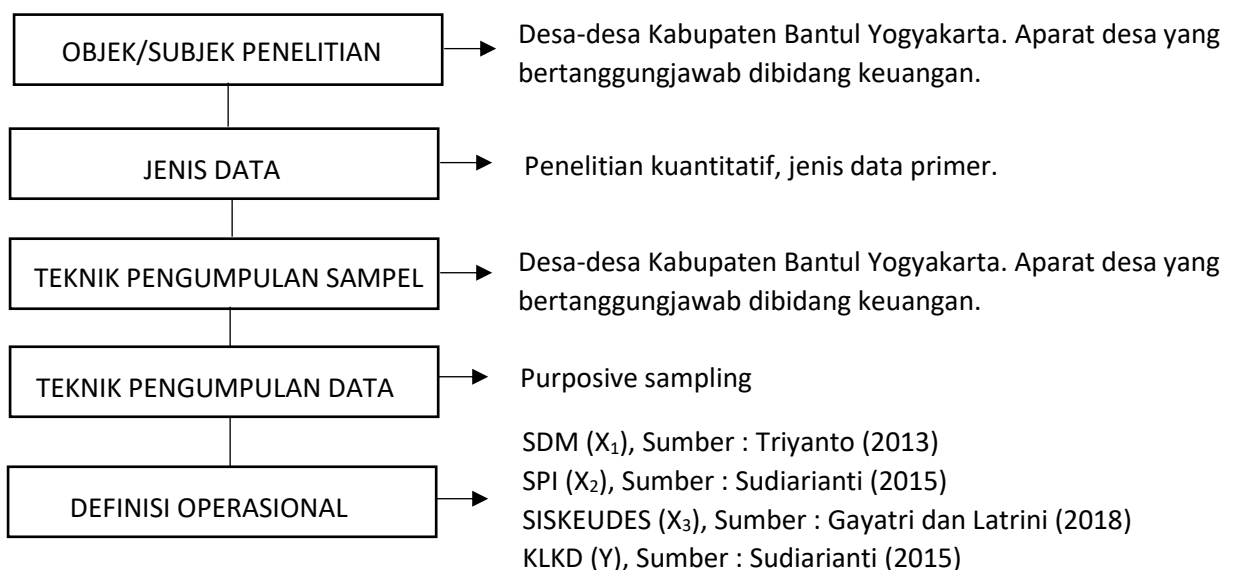 OBJEK/SUBJEK PENELITIAN
Desa-desa Kabupaten Bantul Yogyakarta. Aparat desa yang
bertanggungjawab dibidang keuangan.
JENIS DATA
Penelitian kuantitatif, jenis data primer.
TEKNIK PENGUMPULAN SAMPEL
Desa-desa Kabupaten Bantul Yogyakarta. Aparat desa yang
bertanggungjawab dibidang keuangan.
TEKNIK PENGUMPULAN DATA
Purposive sampling
DEFINISI OPERASIONAL
SDM (X₁), Sumber : Triyanto (2013)
SPI (X₂), Sumber : Sudiarianti (2015)
SISKEUDES (X₃), Sumber : Gayatri dan Latrini (2018)
KLKD (Y), Sumber : Sudiarianti (2015)